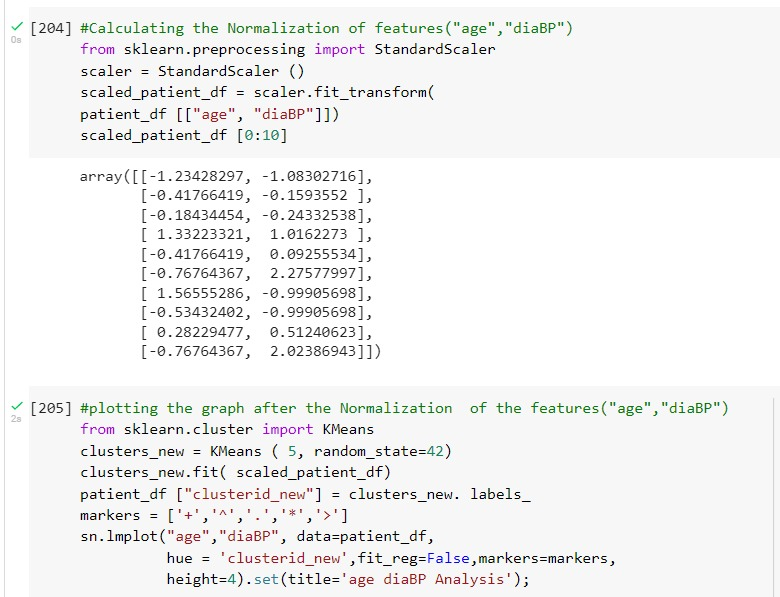 [204] #Calculating the Normalization of features("age","diaBP")
0s
from sklearn.preprocessing import StandardScaler
scaler = StandardScaler ()
scaled_patient_df = scaler.fit_transform(
patient_df [["age", "diaBP"]])
scaled_patient_df [0:10]
array([[-1.23428297, -1.08302716],
[-0.41766419, -0.1593552 ],
[-0.18434454, -0.24332538],
[ 1.33223321,  1.0162273 ],
[-0.41766419,  0.09255534],
[-0.76764367,  2.27577997],
[ 1.56555286, -0.99905698],
[-0.53432402, -0.99905698],
[ 0.28229477,  0.51240623],
[-0.76764367,  2.02386943]])
[205] #plotting the graph after the Normalization  of the features("age","diaBP")
2s
from sklearn.cluster import KMeans
clusters_new = KMeans ( 5, random_state=42)
clusters_new.fit( scaled_patient_df)
patient_df ["clusterid_new"] = clusters_new. labels_
markers = ['+','^','.','*','>']
sn.lmplot("age","diaBP", data=patient_df,
hue = 'clusterid_new',fit_reg=False,markers=markers,
height=4).set(title='age diaBP Analysis');